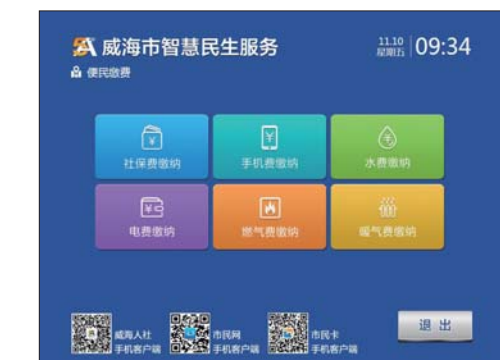 威海市智慧民生服务
11.10
星期五
09:34
便民缴费
社保费缴纳
手机费缴纳
水费缴纳
电费缴纳
燃气费缴纳
暖气费缴纳
威海人社
手机客户端
市民网
手机客户端
市民卡
手机客户端
退 出